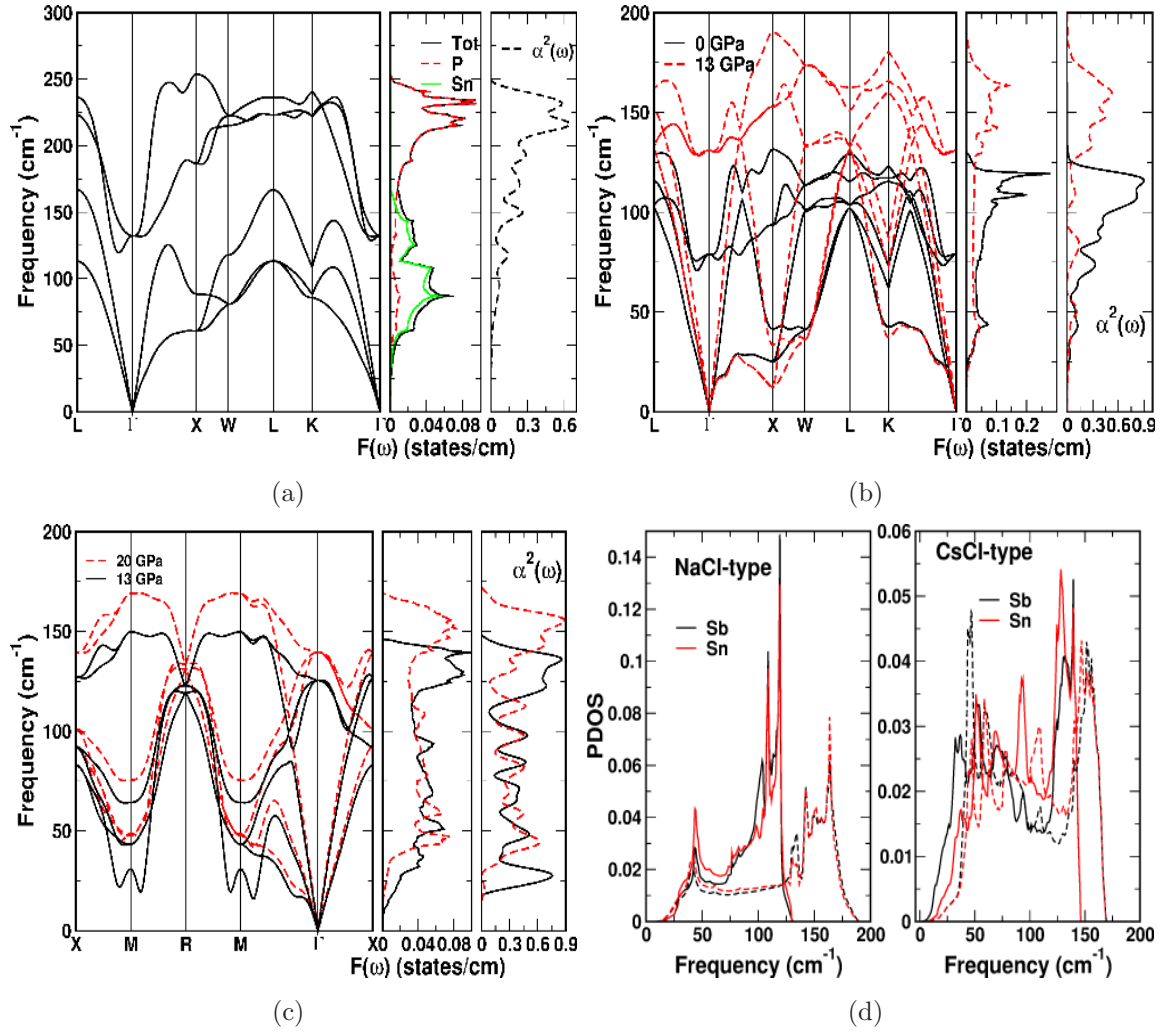 300
250
200
150
100
50
0
Frequency (cm-1)
L Γ X W L K Γ
Tot
P
Sn
0 0.04 0.08
F(ω) (states/cm)
α2(ω)
0 0.3 0.6
(a)
200
150
100
50
0
Frequency (cm-1)
0 GPa
13 GPa
L Γ X W L K Γ
0 0.1 0.2
F(ω) (states/cm)
α2(ω)
0 0.3 0.6 0.9
(b)
200
150
100
50
0
Frequency (cm-1)
20 GPa
13 GPa
X M R M Γ X
0 0.04 0.08
F(ω) (states/cm)
α2(ω)
0 0.3 0.6 0.9
(c)
0.14
0.12
0.1
0.08
0.06
0.04
0.02
0
PDOS
NaCl-type
Sb
Sn
0 50 100 150 200
Frequency (cm-1)
0.06
0.05
0.04
0.03
0.02
0.01
0
CsCl-type
Sb
Sn
0 50 100 150 200
Frequency (cm-1)
(d)